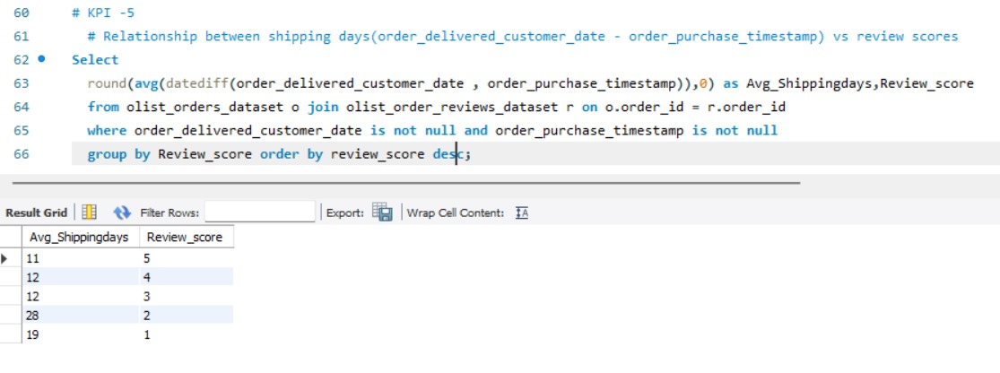 60 # KPI -5
61 # Relationship between shipping days(order_delivered_customer_date - order_purchase_timestamp) vs review scores
62 Select
63 round(avg(datediff(order_delivered_customer_date , order_purchase_timestamp)),0) as Avg_Shippingdays,Review_score
64 from olist_orders_dataset o join olist_order_reviews_dataset r on o.order_id = r.order_id
65 where order_delivered_customer_date is not null and order_purchase_timestamp is not null
66 group by Review_score order by review_score desc;
Result Grid Filter Rows: Export: Wrap Cell Content: IA
Avg_Shippingdays Review_score
11 5
12 4
12 3
28 2
19 1